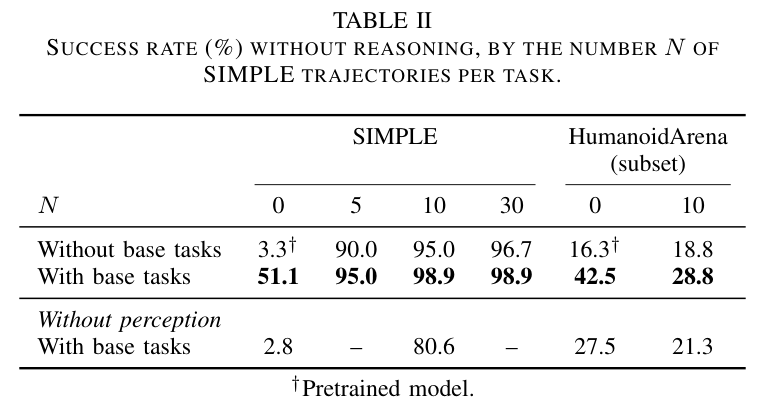 TABLE II
SUCCESS RATE (%) WITHOUT REASONING, BY THE NUMBER N OF
SIMPLE TRAJECTORIES PER TASK.
SIMPLE HumanoidArena
(subset)
N 0 5 10 30 0 10
Without base tasks 3.3† 90.0 95.0 96.7 16.3† 18.8
With base tasks 51.1 95.0 98.9 98.9 42.5 28.8
Without perception
With base tasks 2.8 – 80.6 – 27.5 21.3
†Pretrained model.